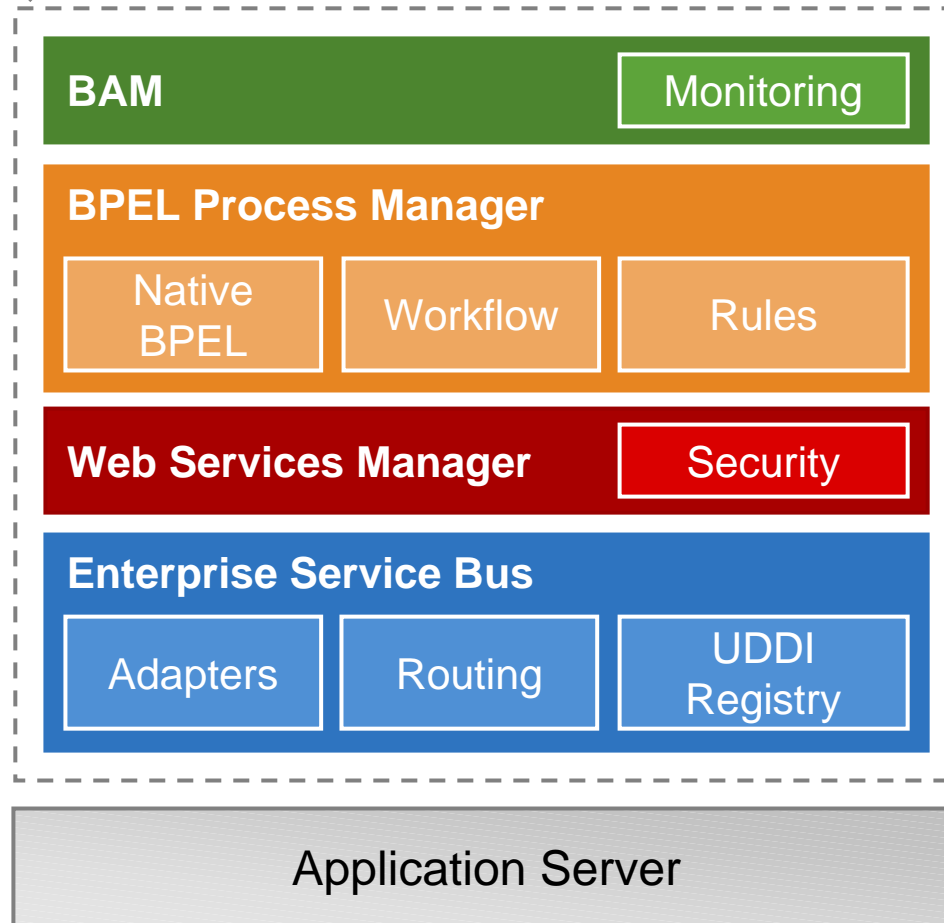 BAM
Monitoring
BPEL Process Manager
Native
BPEL
Workflow
Rules
Web Services Manager
Security
Enterprise Service Bus
Adapters
Routing
UDDI
Registry
Application Server